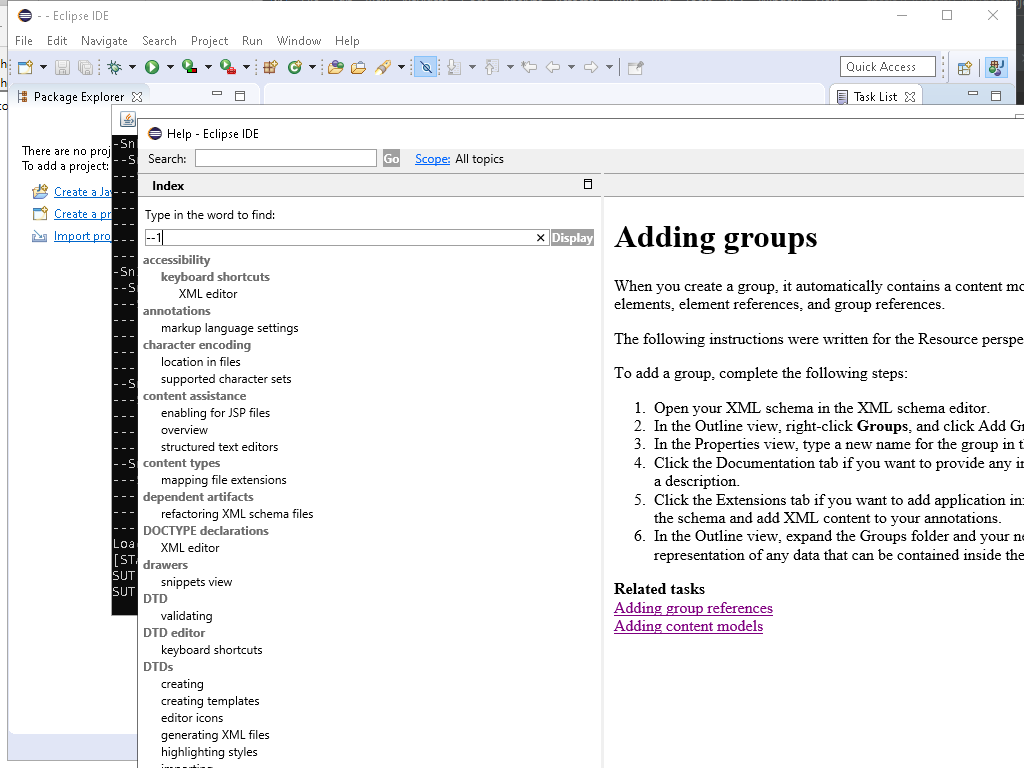 - - Eclipse IDE
File Edit Navigate Search Project Run Window Help
Quick Access
Package Explorer
Task List
There are no proj
To add a project:
Create a Ja
Create a pr
Import pro
Loa
[STA
SUT
SUT
Help - Eclipse IDE
Search: Go Scope: All topics
Index
Type in the word to find:
--1 Display
accessibility
keyboard shortcuts
XML editor
annotations
markup language settings
character encoding
location in files
supported character sets
content assistance
enabling for JSP files
overview
structured text editors
content types
mapping file extensions
dependent artifacts
refactoring XML schema files
DOCTYPE declarations
XML editor
drawers
snippets view
DTD
validating
DTD editor
keyboard shortcuts
DTDs
creating
creating templates
editor icons
generating XML files
highlighting styles
importing
Adding groups
When you create a group, it automatically contains a content mo
elements, element references, and group references.
The following instructions were written for the Resource perspe
To add a group, complete the following steps:
1. Open your XML schema in the XML schema editor.
2. In the Outline view, right-click Groups, and click Add Gr
3. In the Properties view, type a new name for the group in th
4. Click the Documentation tab if you want to provide any in
a description.
5. Click the Extensions tab if you want to add application inf
the schema and add XML content to your annotations.
6. In the Outline view, expand the Groups folder and your ne
representation of any data that can be contained inside the
Related tasks
Adding group references
Adding content models